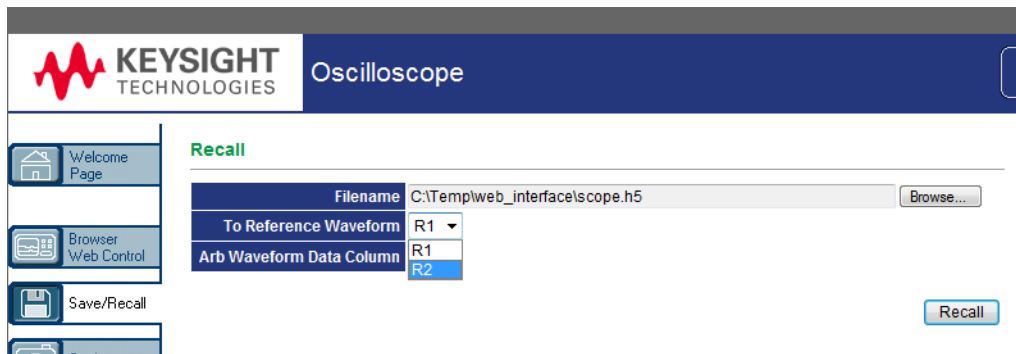 KEYSIGHT
TECHNOLOGIES
Oscilloscope
Welcome
Page
Browser
Web Control
Save/Recall
Recall
Filename C:\Temp\web_interface\scope.h5 Browse...
To Reference Waveform R1
Arb Waveform Data Column R1
R2
Recall